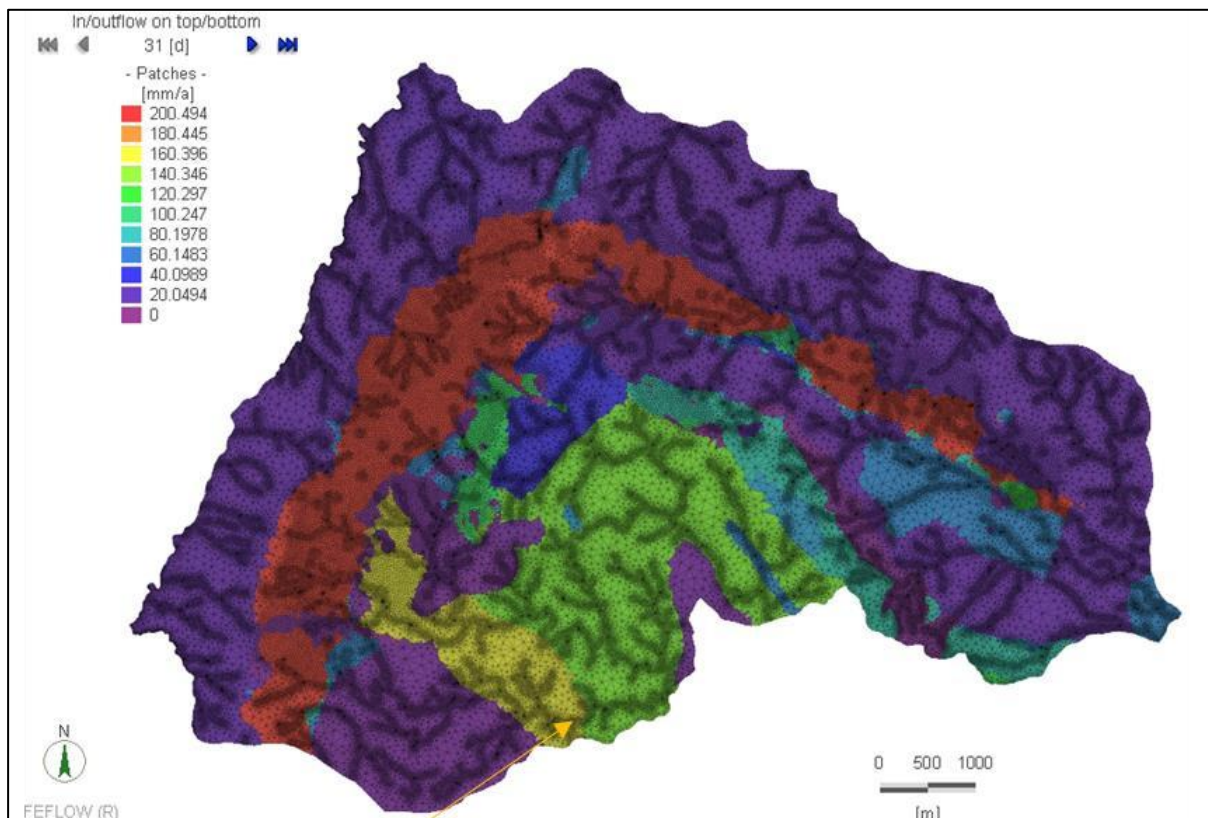 In/outflow on top/bottom
31 [d]
- Patches -
[mm/a]
200.494
180.445
160.396
140.346
120.297
100.247
80.1978
60.1483
40.0989
20.0494
0
N
0 500 1000
[m]
FEFLOW (R)